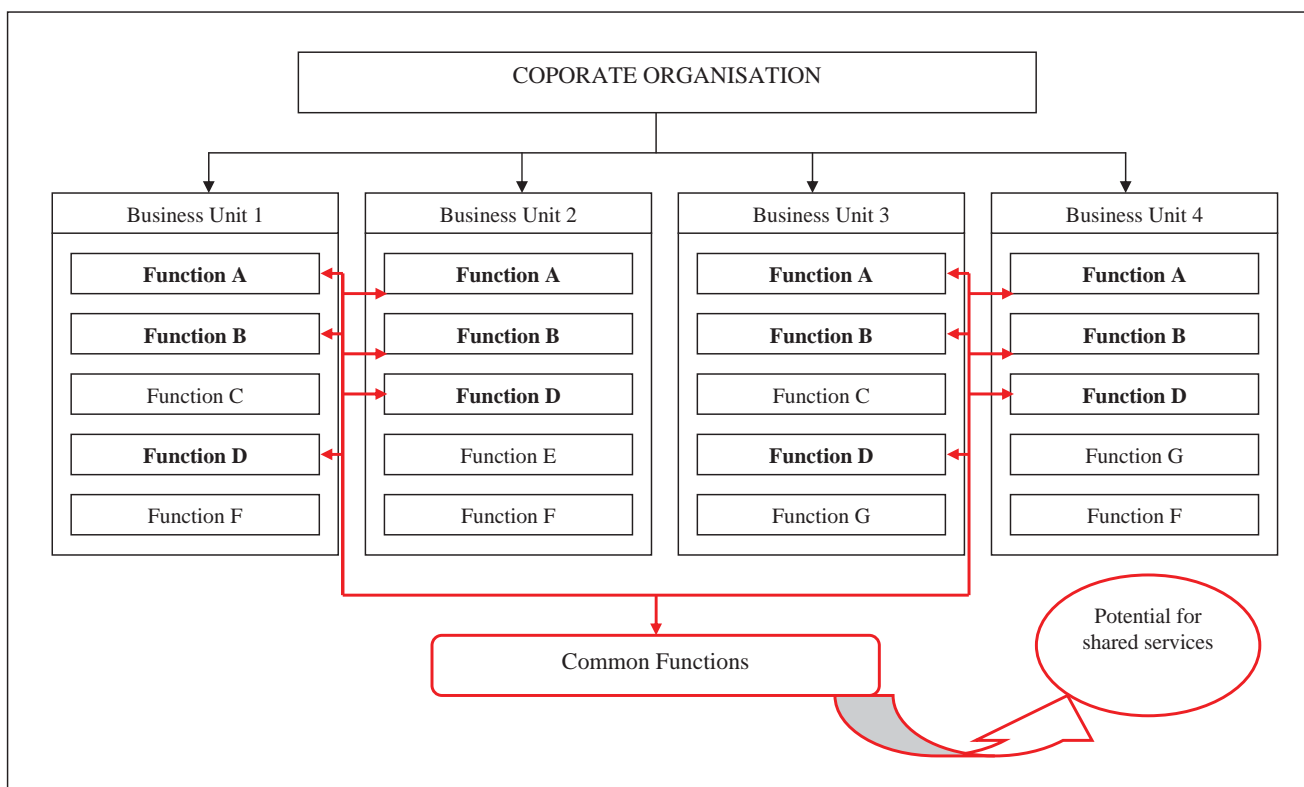 COPORATE ORGANISATION
Business Unit 1
Function A
Function B
Function C
Function D
Function F
Business Unit 2
Function A
Function B
Function D
Function E
Function F
Business Unit 3
Function A
Function B
Function C
Function D
Function G
Business Unit 4
Function A
Function B
Function D
Function G
Function F
Common Functions
Potential for
shared services